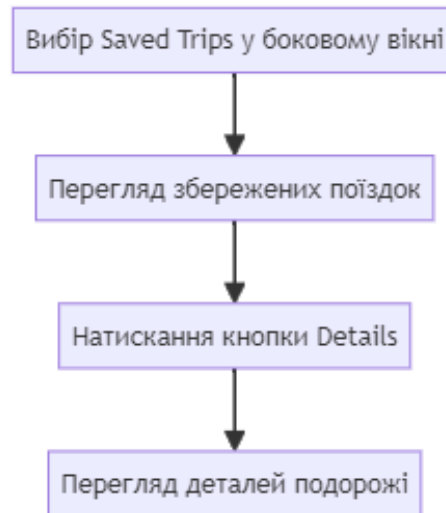 Вибір Saved Trips у боковому вікні
Перегляд збережених поїздок
Натискання кнопки Details
Перегляд деталей подорожі